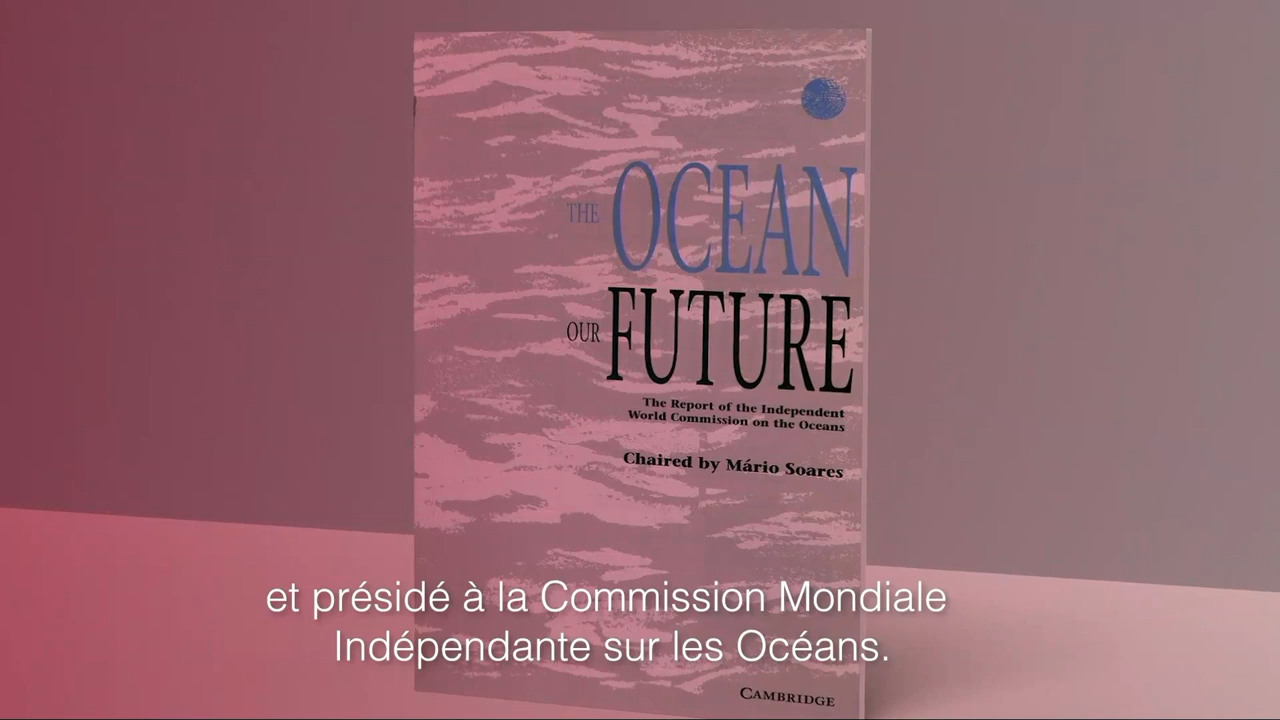 THE OCEAN
OUR FUTURE
The Report of the Independent
World Commission on the Oceans
Chaired by Mário Soares
et présidé à la Commission Mondiale
Indépendante sur les Océans.
CAMBRIDGE